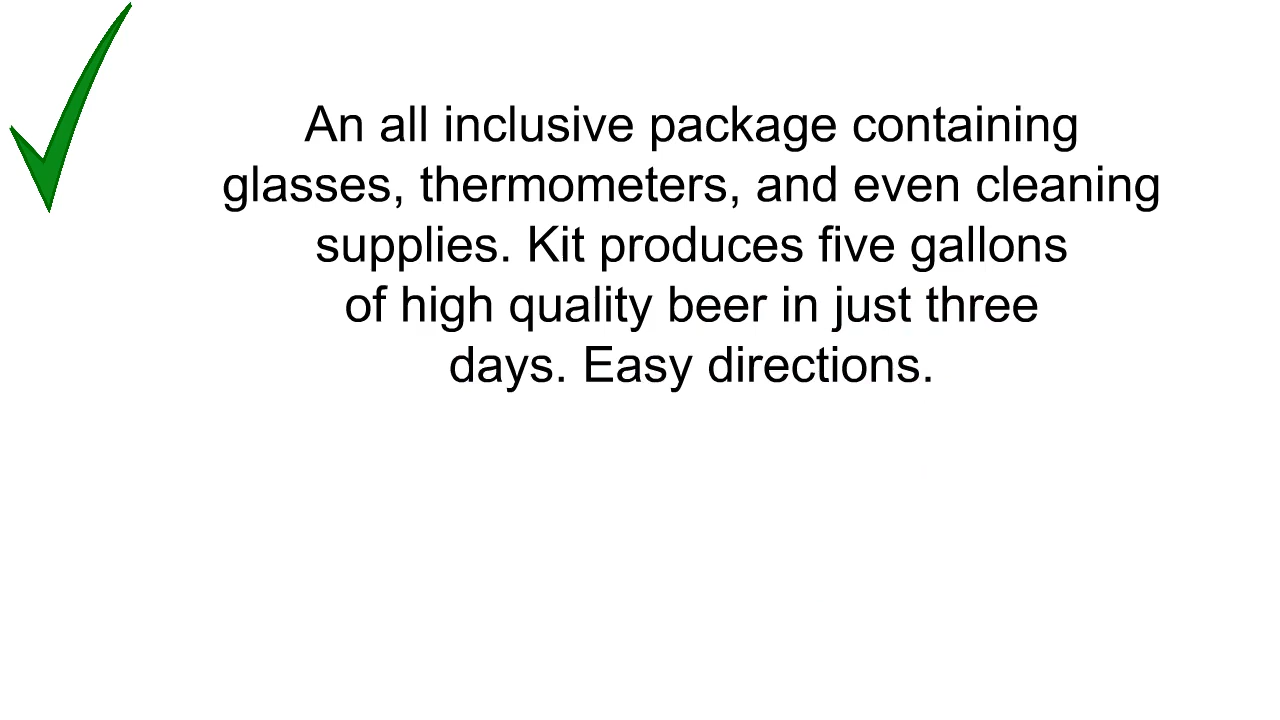 An all inclusive package containing
glasses, thermometers, and even cleaning
supplies. Kit produces five gallons
of high quality beer in just three
days. Easy directions.